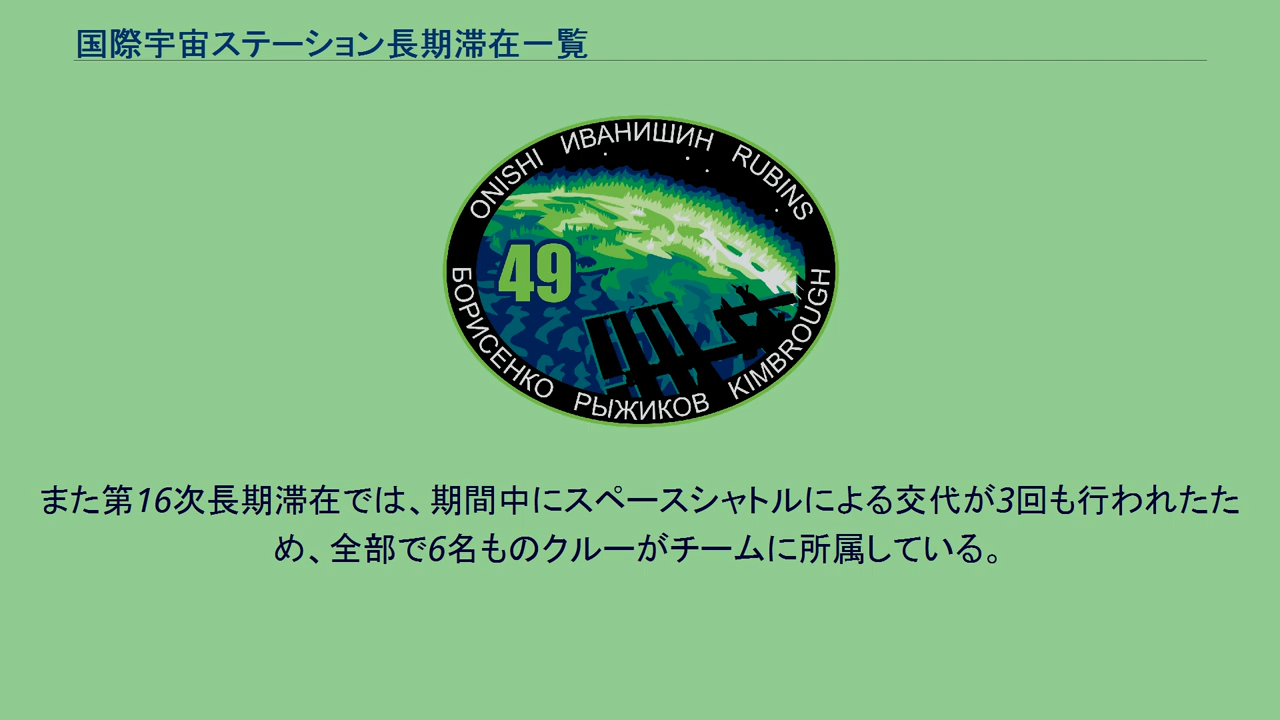 国際宇宙ステーション長期滞在一覧
ONISHI ИВАНИШИН RUBINS
49
БОРИСЕНКО РЫЖИКОВ KIMBROUGH
また第16次長期滞在では、期間中にスペースシャトルによる交代が3回も行われたた
め、全部で6名ものクルーがチームに所属している。